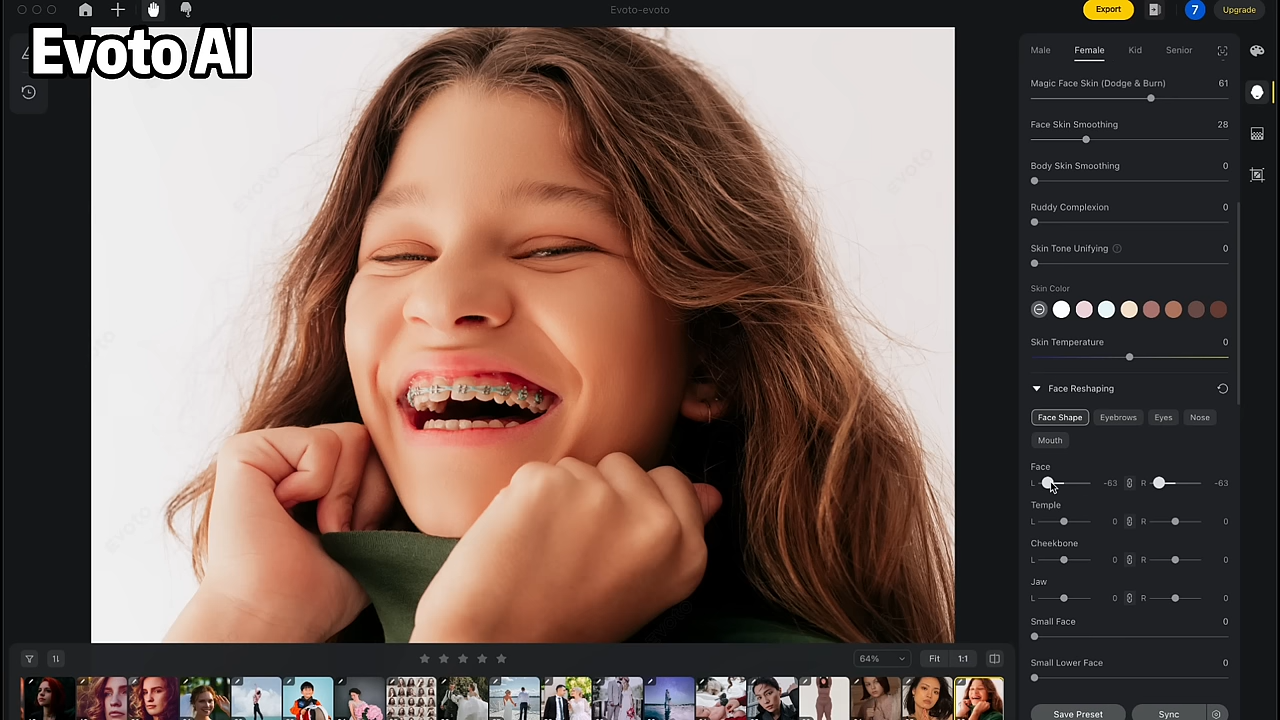 Evoto-evoto
Export
7
Upgrade
Evoto AI
Male Female Kid Senior
Magic Face Skin (Dodge & Burn) 61
Face Skin Smoothing 28
Body Skin Smoothing 0
Ruddy Complexion 0
Skin Tone Unifying ? 0
Skin Color
Skin Temperature 0
Face Reshaping
Face Shape Eyebrows Eyes Nose
Mouth
Face
L -63 R -63
Temple
L 0 R 0
Cheekbone
L 0 R 0
Jaw
L 0 R 0
Small Face 0
Small Lower Face 0
64% Fit 1:1
Save Preset Sync